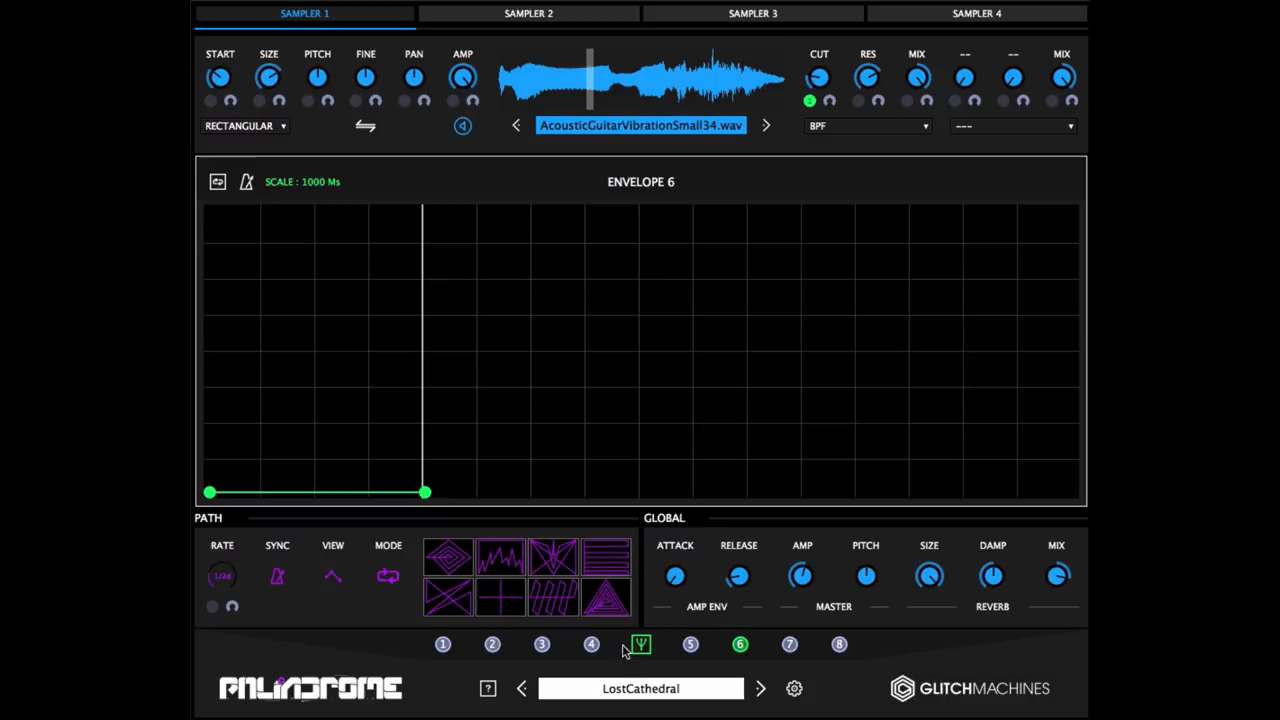 SAMPLER 1 SAMPLER 2 SAMPLER 3 SAMPLER 4
START SIZE PITCH FINE PAN AMP CUT RES MIX -- -- MIX
1
RECTANGULAR AcousticGuitarVibrationSmall34.wav BPF ---
SCALE : 1000 Ms ENVELOPE 6
PATH GLOBAL
RATE SYNC VIEW MODE ATTACK RELEASE AMP PITCH SIZE DAMP MIX
AMP ENV MASTER REVERB
1 2 3 4 5 6 7 8
PALINDROME ? LostCathedral GLITCHMACHINES